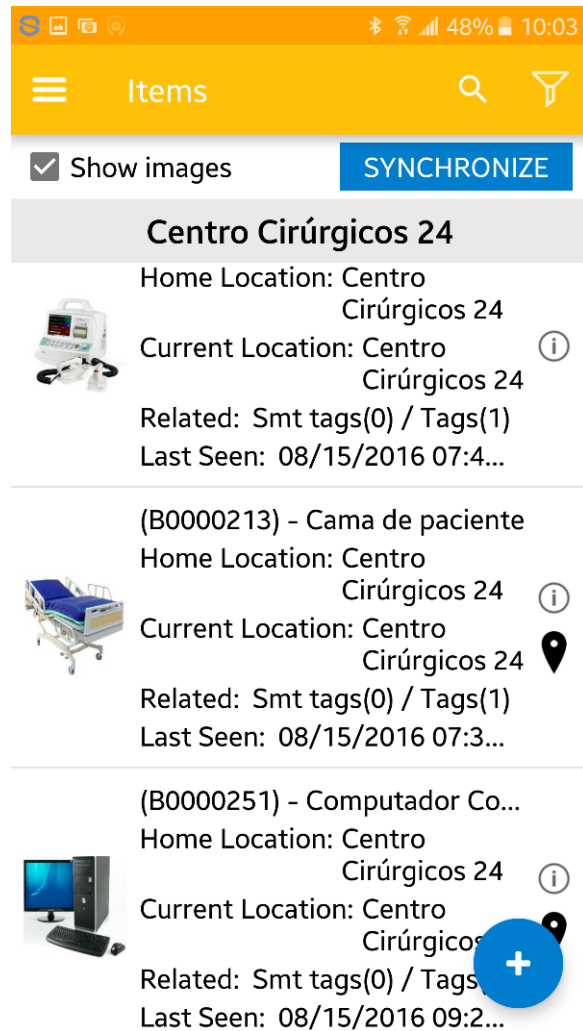 48% 10:03
Items
Show images SYNCHRONIZE
Centro Cirúrgicos 24
Home Location: Centro
Cirúrgicos 24
Current Location: Centro
Cirúrgicos 24
Related: Smt tags(0) / Tags(1)
Last Seen: 08/15/2016 07:4...
(B0000213) - Cama de paciente
Home Location: Centro
Cirúrgicos 24
Current Location: Centro
Cirúrgicos 24
Related: Smt tags(0) / Tags(1)
Last Seen: 08/15/2016 07:3...
(B0000251) - Computador Co...
Home Location: Centro
Cirúrgicos 24
Current Location: Centro
Cirúrgicos
Related: Smt tags(0) / Tags
Last Seen: 08/15/2016 09:2...